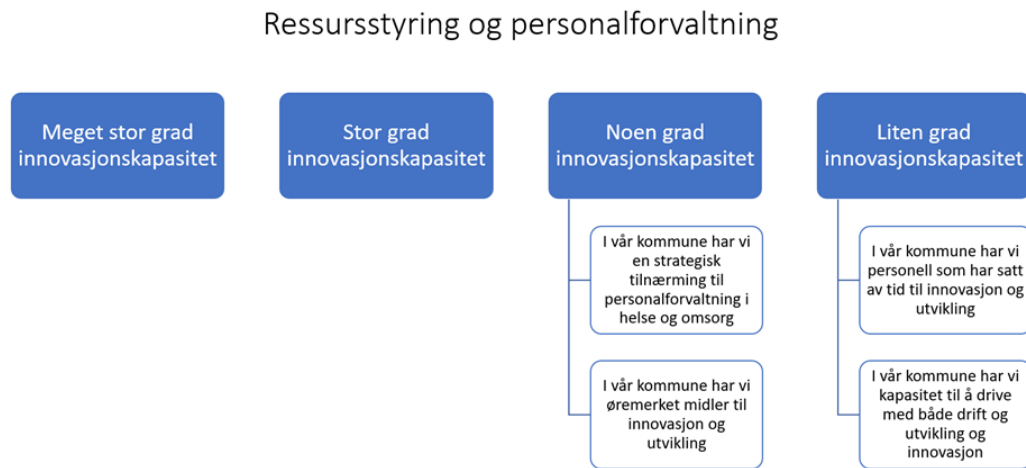 Ressursstyring og personalforvaltning
Meget stor grad
innovasjonskapasitet
Stor grad
innovasjonskapasitet
Noen grad
innovasjonskapasitet
Liten grad
innovasjonskapasitet
I vår kommune har vi
en strategisk
tilnærming til
personalforvaltning i
helse og omsorg
I vår kommune har vi
øremerket midler til
innovasjon og
utvikling
I vår kommune har vi
personell som har satt
av tid til innovasjon og
utvikling
I vår kommune har vi
kapasitet til å drive
med både drift og
utvikling og
innovasjon